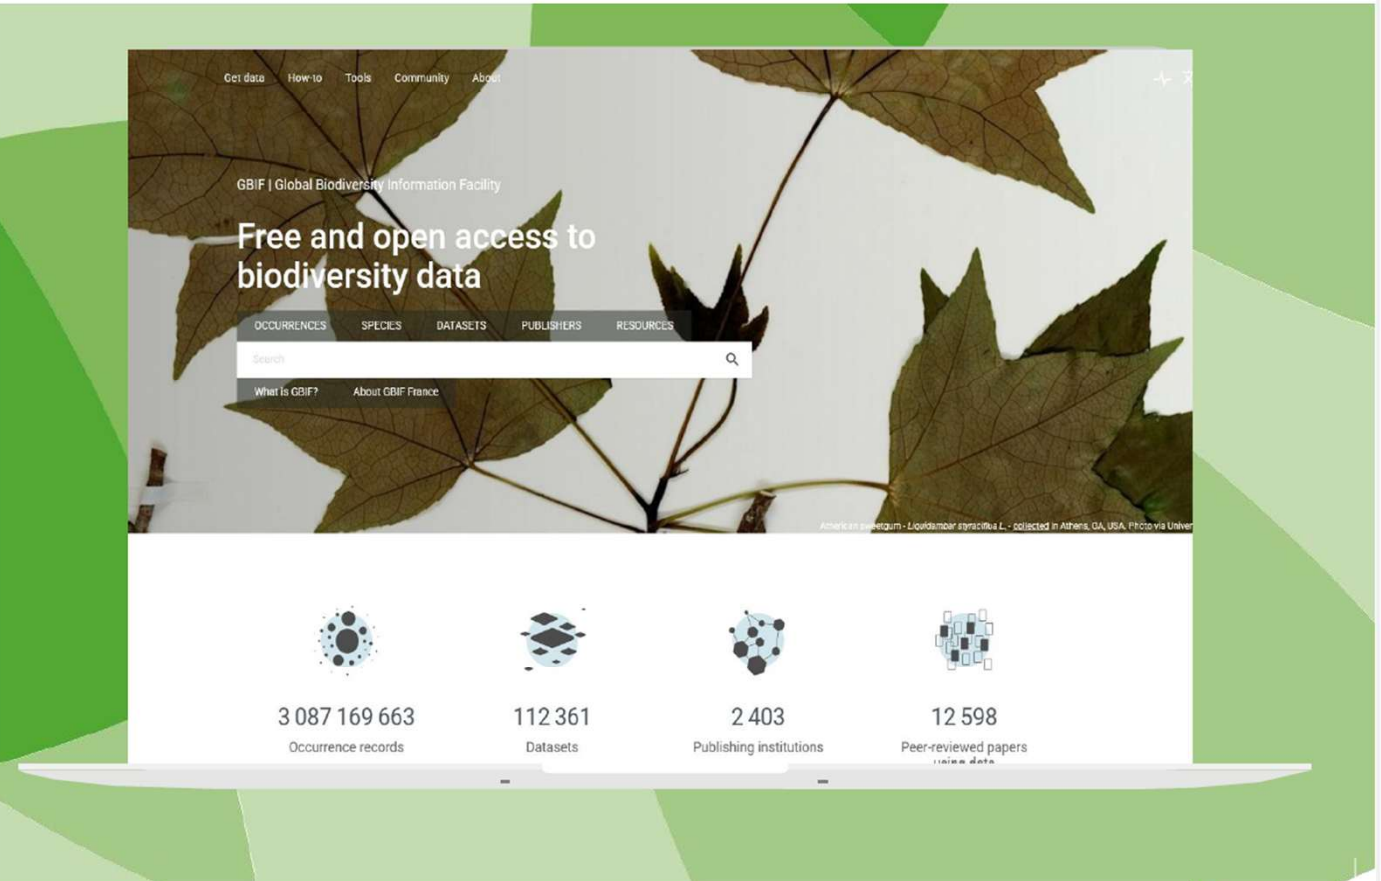 Get data How-to Tools Community About
GBIF | Global Biodiversity Information Facility
Free and open access to
biodiversity data
OCCURRENCES SPECIES DATASETS PUBLISHERS RESOURCES
Search
What is GBIF? About GBIF France
American sweetgum - Liquidambar styraciflua L. - collected in Athens, GA, USA. Photo via Univer
3 087 169 663 112 361 2 403 12 598
Occurrence records Datasets Publishing institutions Peer-reviewed papers
using data